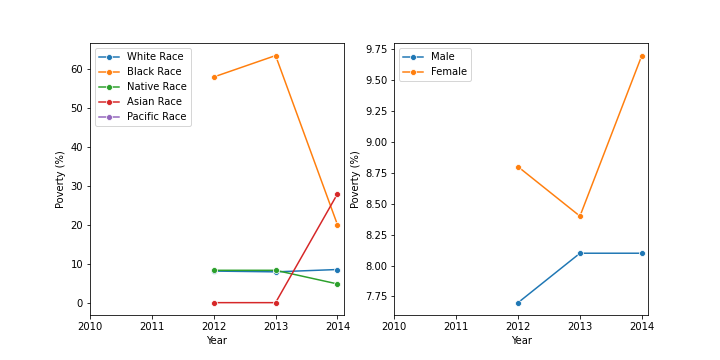 White Race
Black Race
Native Race
Asian Race
Pacific Race
60
50
40
30
20
10
0
Poverty (%)
2010 2011 2012 2013 2014
Year
Male
Female
9.75
9.50
9.25
9.00
8.75
8.50
8.25
8.00
7.75
Poverty (%)
2010 2011 2012 2013 2014
Year